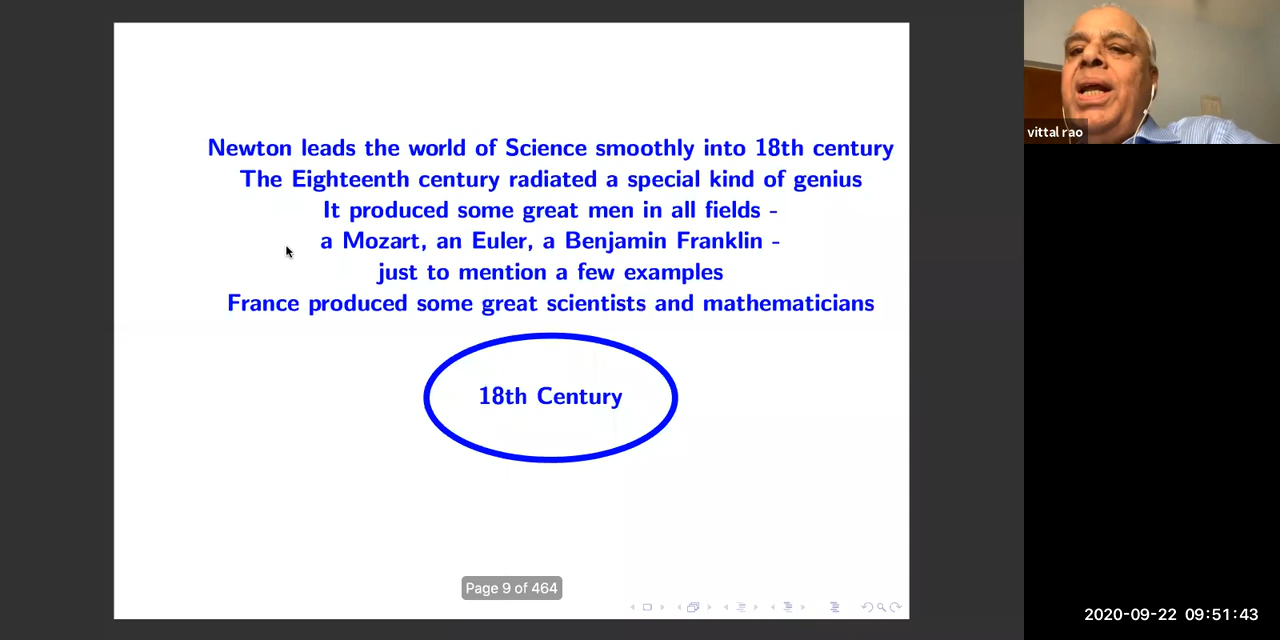 Newton leads the world of Science smoothly into 18th century
The Eighteenth century radiated a special kind of genius
It produced some great men in all fields -
a Mozart, an Euler, a Benjamin Franklin -
just to mention a few examples
France produced some great scientists and mathematicians
18th Century
Page 9 of 464
vittal rao
2020-09-22 09:51:43